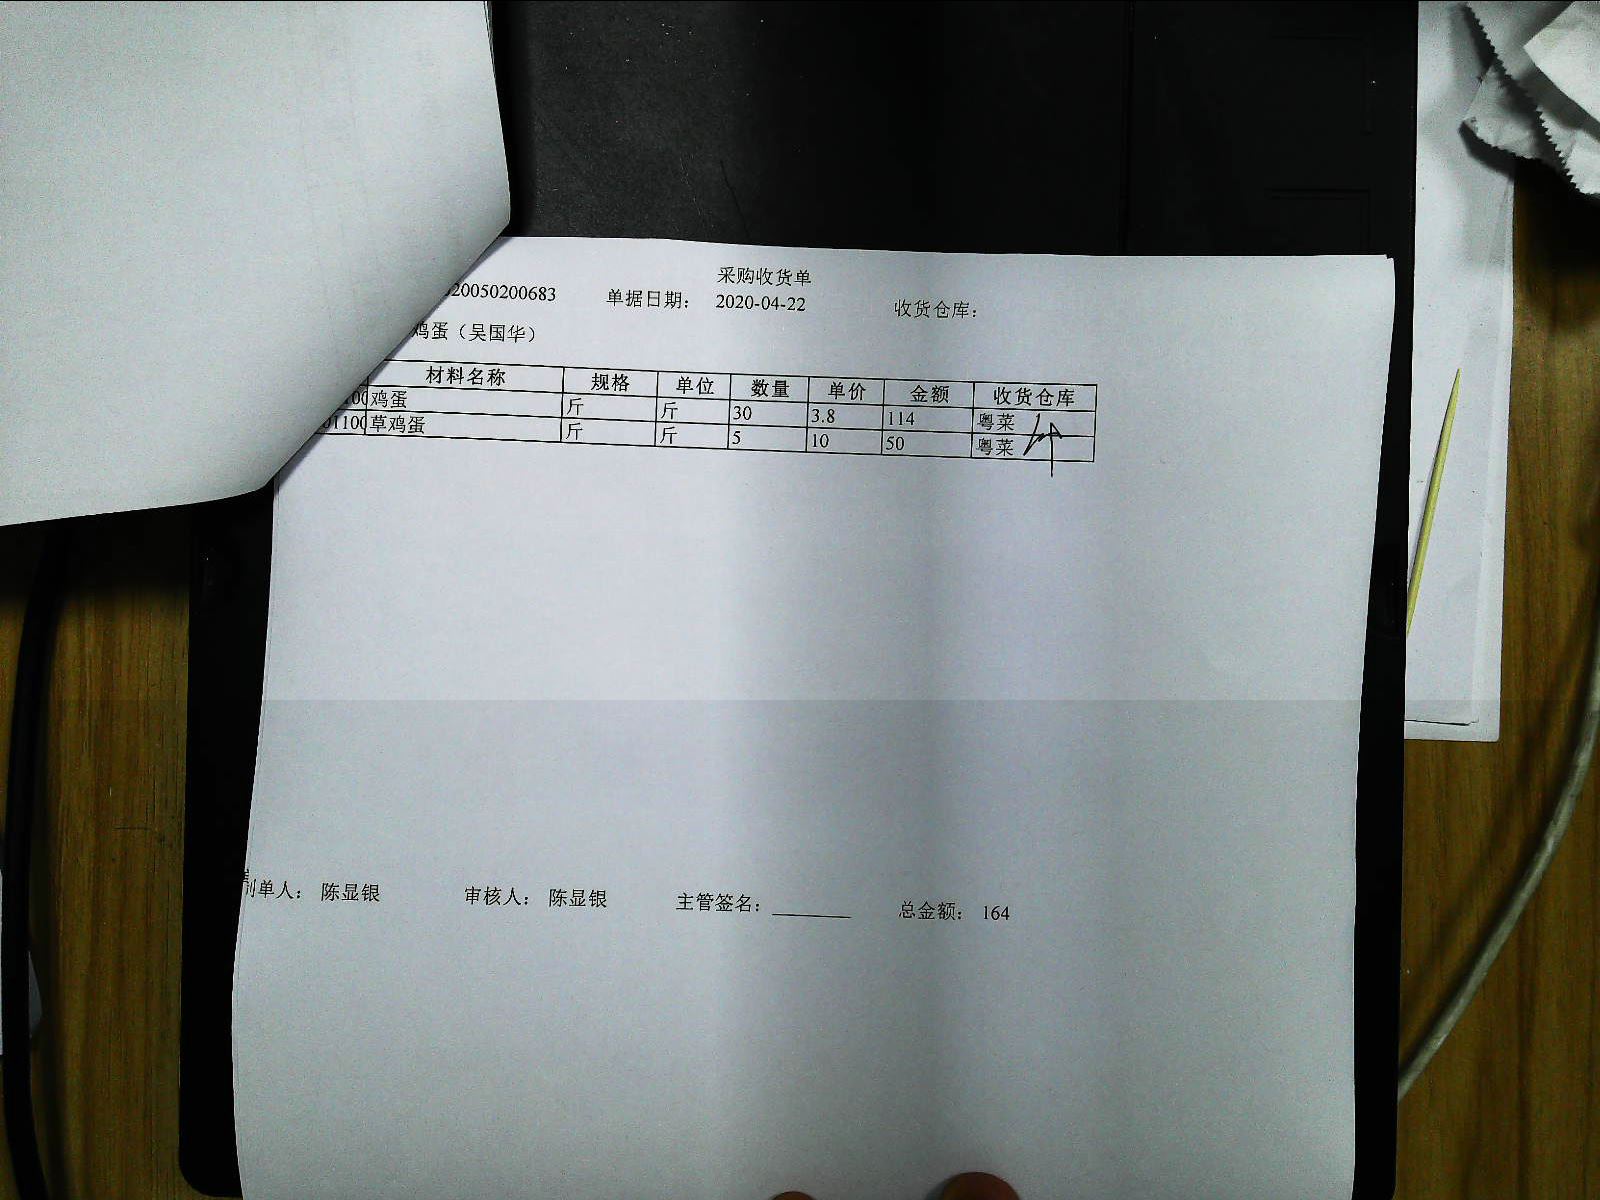 采购收货单
20050200683 单据日期： 2020-04-22 收货仓库：
鸡蛋（吴国华）
材料名称 规格 单位 数量 单价 金额 收货仓库
鸡蛋 斤 斤 30 3.8 114 粤菜
01100 草鸡蛋 斤 斤 5 10 50 粤菜
制单人： 陈显银 审核人： 陈显银 主管签名： 总金额： 164